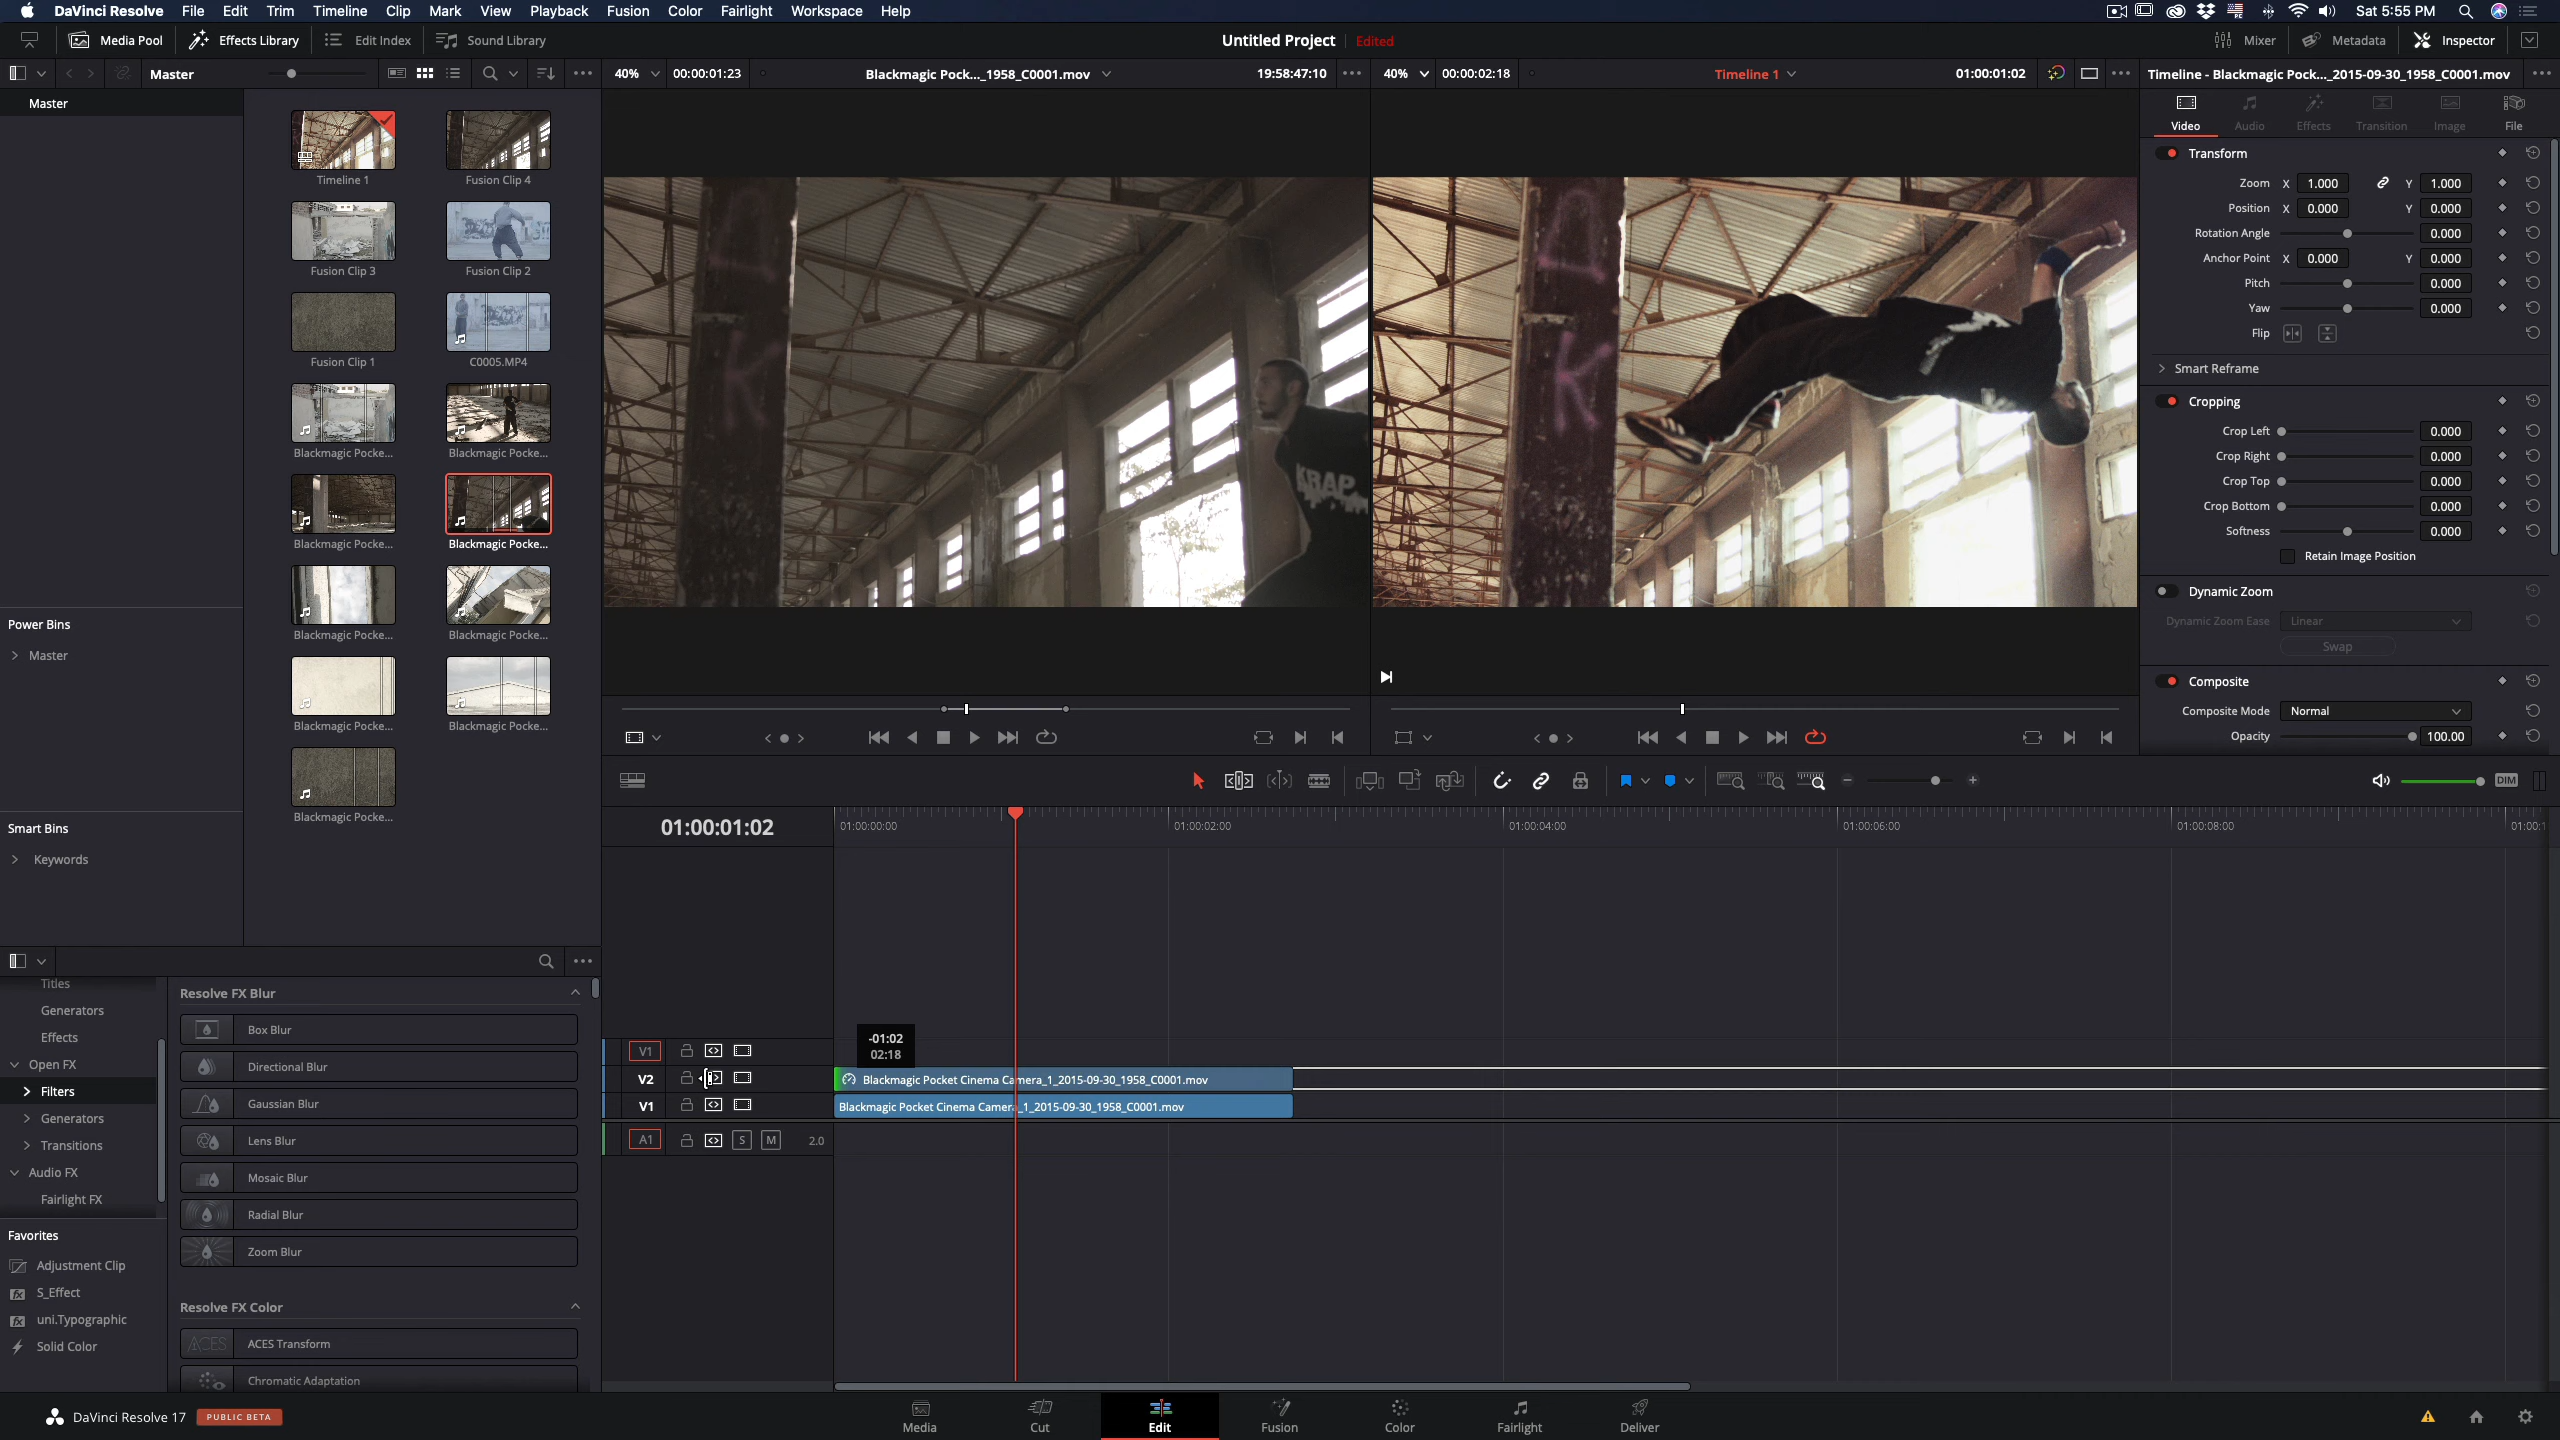 DaVinci Resolve File Edit Trim Timeline Clip Mark View Playback Fusion Color Fairlight Workspace Help Sat 5:55 PM
Media Pool Effects Library Edit Index Sound Library Untitled Project Edited Mixer Metadata Inspector
Master 40% 00:00:01:23 Blackmagic Pock..._1958_C0001.mov 19:58:47:10 40% 00:00:02:18 Timeline 1 01:00:01:02 Timeline - Blackmagic Pock..._2015-09-30_1958_C0001.mov
Master
Power Bins
Master
Smart Bins
Keywords
Timeline 1 Fusion Clip 4
Fusion Clip 3 Fusion Clip 2
Fusion Clip 1 C0005.MP4
Blackmagic Pocke... Blackmagic Pocke...
Blackmagic Pocke... Blackmagic Pocke...
Blackmagic Pocke... Blackmagic Pocke...
Blackmagic Pocke... Blackmagic Pocke...
Blackmagic Pocke...
KRAP
Video Audio Effects Transition Image File
Transform
Zoom X 1.000 Y 1.000
Position X 0.000 Y 0.000
Rotation Angle 0.000
Anchor Point X 0.000 Y 0.000
Pitch 0.000
Yaw 0.000
Flip
Smart Reframe
Cropping
Crop Left 0.000
Crop Right 0.000
Crop Top 0.000
Crop Bottom 0.000
Softness 0.000
Retain Image Position
Dynamic Zoom
Dynamic Zoom Ease Linear
Swap
Composite
Composite Mode Normal
Opacity 100.00
DIM
01:00:01:02 01:00:00:00 01:00:02:00 01:00:04:00 01:00:06:00 01:00:08:00 01:00:1
-01:02
02:18
V1
V2 Blackmagic Pocket Cinema Camera_1_2015-09-30_1958_C0001.mov
V1 Blackmagic Pocket Cinema Camera_1_2015-09-30_1958_C0001.mov
A1 S M 2.0
Titles
Generators
Effects
Open FX
Filters
Generators
Transitions
Audio FX
Fairlight FX
Favorites
Adjustment Clip
S_Effect
uni.Typographic
Solid Color
Resolve FX Blur
Box Blur
Directional Blur
Gaussian Blur
Lens Blur
Mosaic Blur
Radial Blur
Zoom Blur
Resolve FX Color
ACES ACES Transform
Chromatic Adaptation
DaVinci Resolve 17 PUBLIC BETA Media Cut Edit Fusion Color Fairlight Deliver